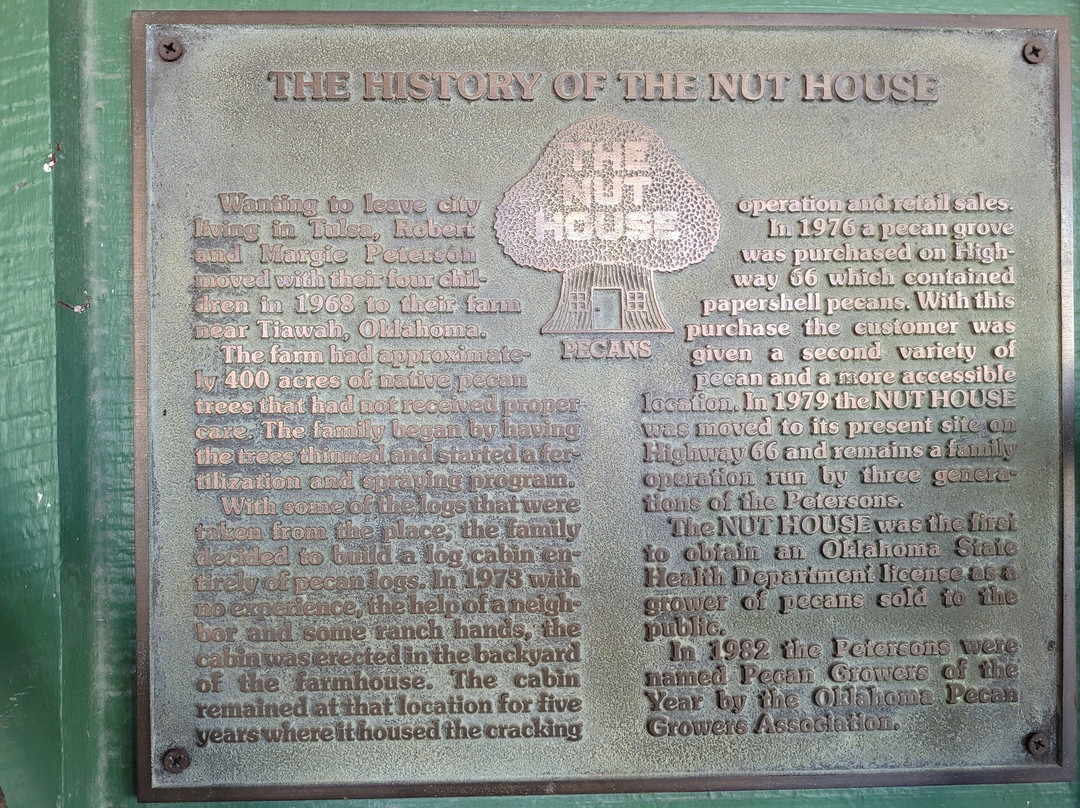 THE HISTORY OF THE NUT HOUSE
THE
NUT
HOUSE
PECANS
Wanting to leave city
living in Tulsa, Robert
and Margie Peterson
moved with their four chil-
dren in 1968 to their farm
near Tiawah, Oklahoma.
The farm had approximate-
ly 400 acres of native pecan
trees that had not received proper
care. The family began by having
the trees thinned and started a fer-
tilization and spraying program.
With some of the logs that were
taken from the place, the family
decided to build a log cabin en-
tirely of pecan logs. In 1973 with
no experience, the help of a neigh-
bor and some ranch hands, the
cabin was erected in the backyard
of the farmhouse. The cabin
remained at that location for five
years where it housed the cracking
operation and retail sales.
In 1976 a pecan grove
was purchased on High-
way 66 which contained
papershell pecans. With this
purchase the customer was
given a second variety of
pecan and a more accessible
location. In 1979 the NUT HOUSE
was moved to its present site on
Highway 66 and remains a family
operation run by three genera-
tions of the Petersons.
The NUT HOUSE was the first
to obtain an Oklahoma State
Health Department license as a
grower of pecans sold to the
public.
In 1982 the Petersons were
named Pecan Growers of the
Year by the Oklahoma Pecan
Growers Association.